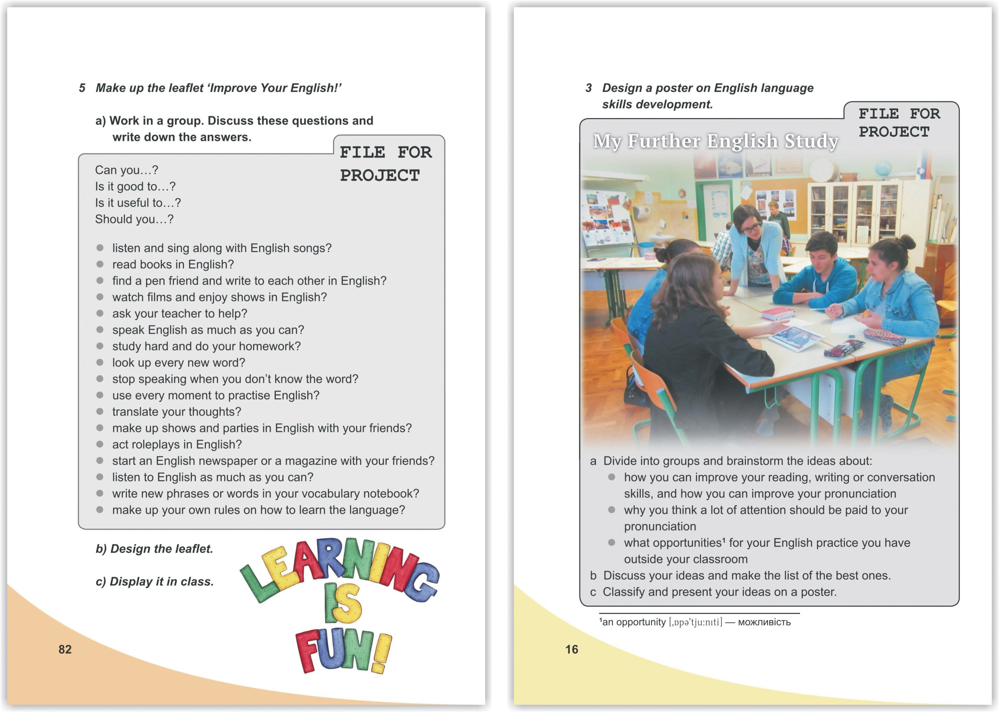 5 Make up the leaflet ‘Improve Your English!’
a) Work in a group. Discuss these questions and
write down the answers.
FILE FOR
PROJECT
Can you…?
Is it good to…?
Is it useful to…?
Should you…?
● listen and sing along with English songs?
● read books in English?
● find a pen friend and write to each other in English?
● watch films and enjoy shows in English?
● ask your teacher to help?
● speak English as much as you can?
● study hard and do your homework?
● look up every new word?
● stop speaking when you don’t know the word?
● use every moment to practise English?
● translate your thoughts?
● make up shows and parties in English with your friends?
● act roleplays in English?
● start an English newspaper or a magazine with your friends?
● listen to English as much as you can?
● write new phrases or words in your vocabulary notebook?
● make up your own rules on how to learn the language?
b) Design the leaflet.
c) Display it in class.
LEARNING
IS
FUN!
82
3 Design a poster on English language
skills development.
FILE FOR
PROJECT
My Further English Study
a Divide into groups and brainstorm the ideas about:
● how you can improve your reading, writing or conversation
skills, and how you can improve your pronunciation
● why you think a lot of attention should be paid to your
pronunciation
● what opportunities¹ for your English practice you have
outside your classroom
b Discuss your ideas and make the list of the best ones.
c Classify and present your ideas on a poster.
¹an opportunity [ˌɒpə'tju:nɪti] — можливість
16